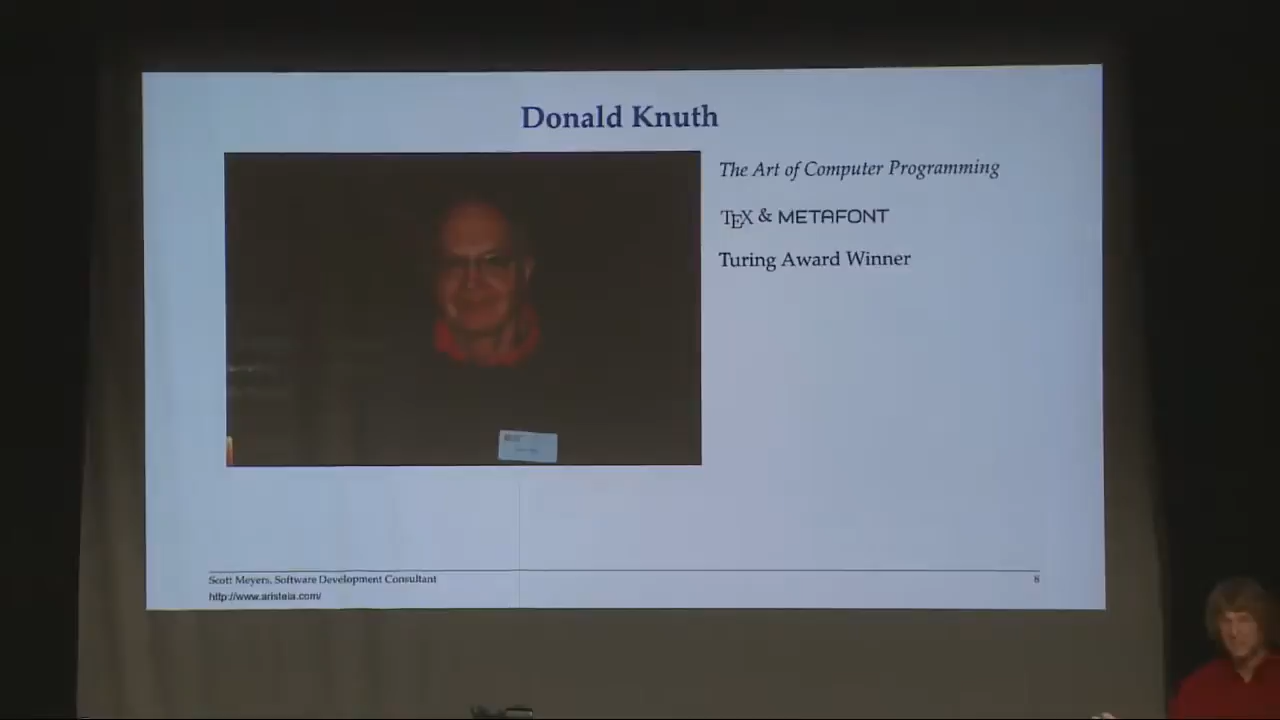 Donald Knuth
The Art of Computer Programming
TEX & METAFONT
Turing Award Winner
Scott Meyers, Software Development Consultant
http://www.aristeia.com/
8